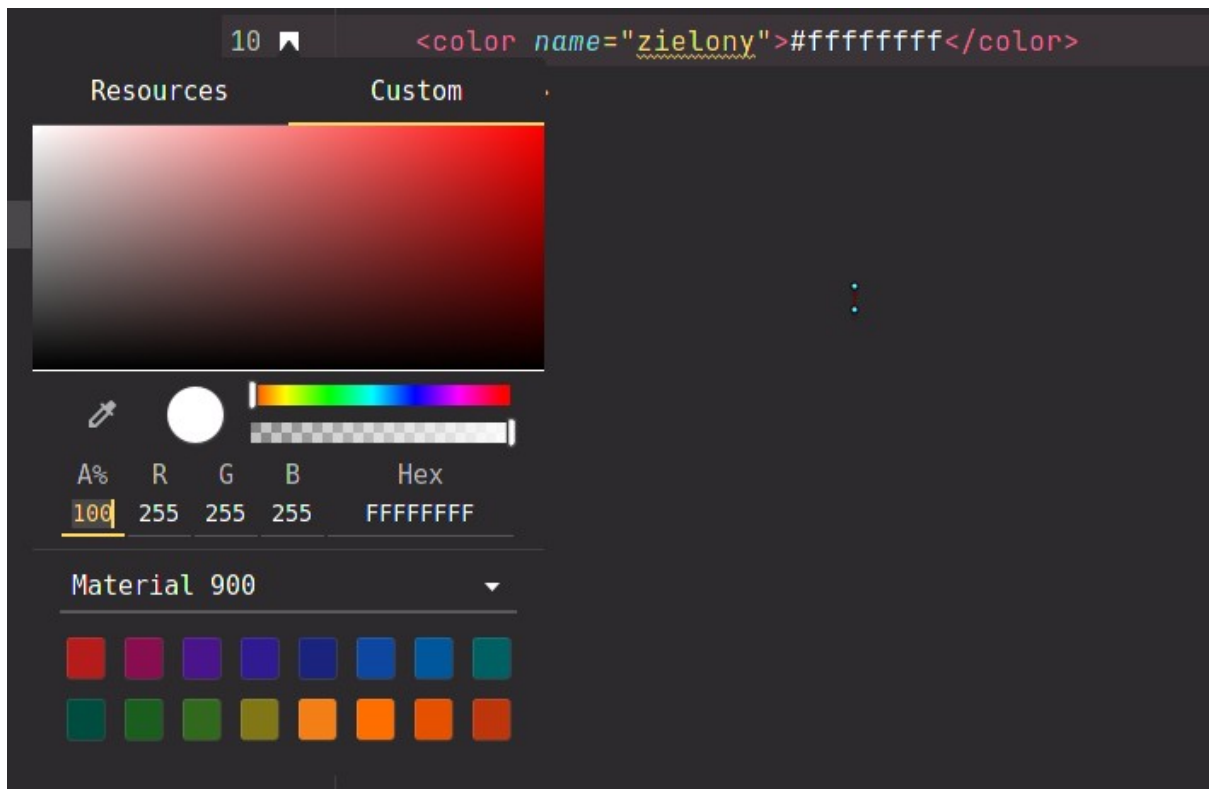 10 <color name="zielony">#ffffffff</color>
Resources Custom
A% R G B Hex
100 255 255 255 FFFFFFFF
Material 900